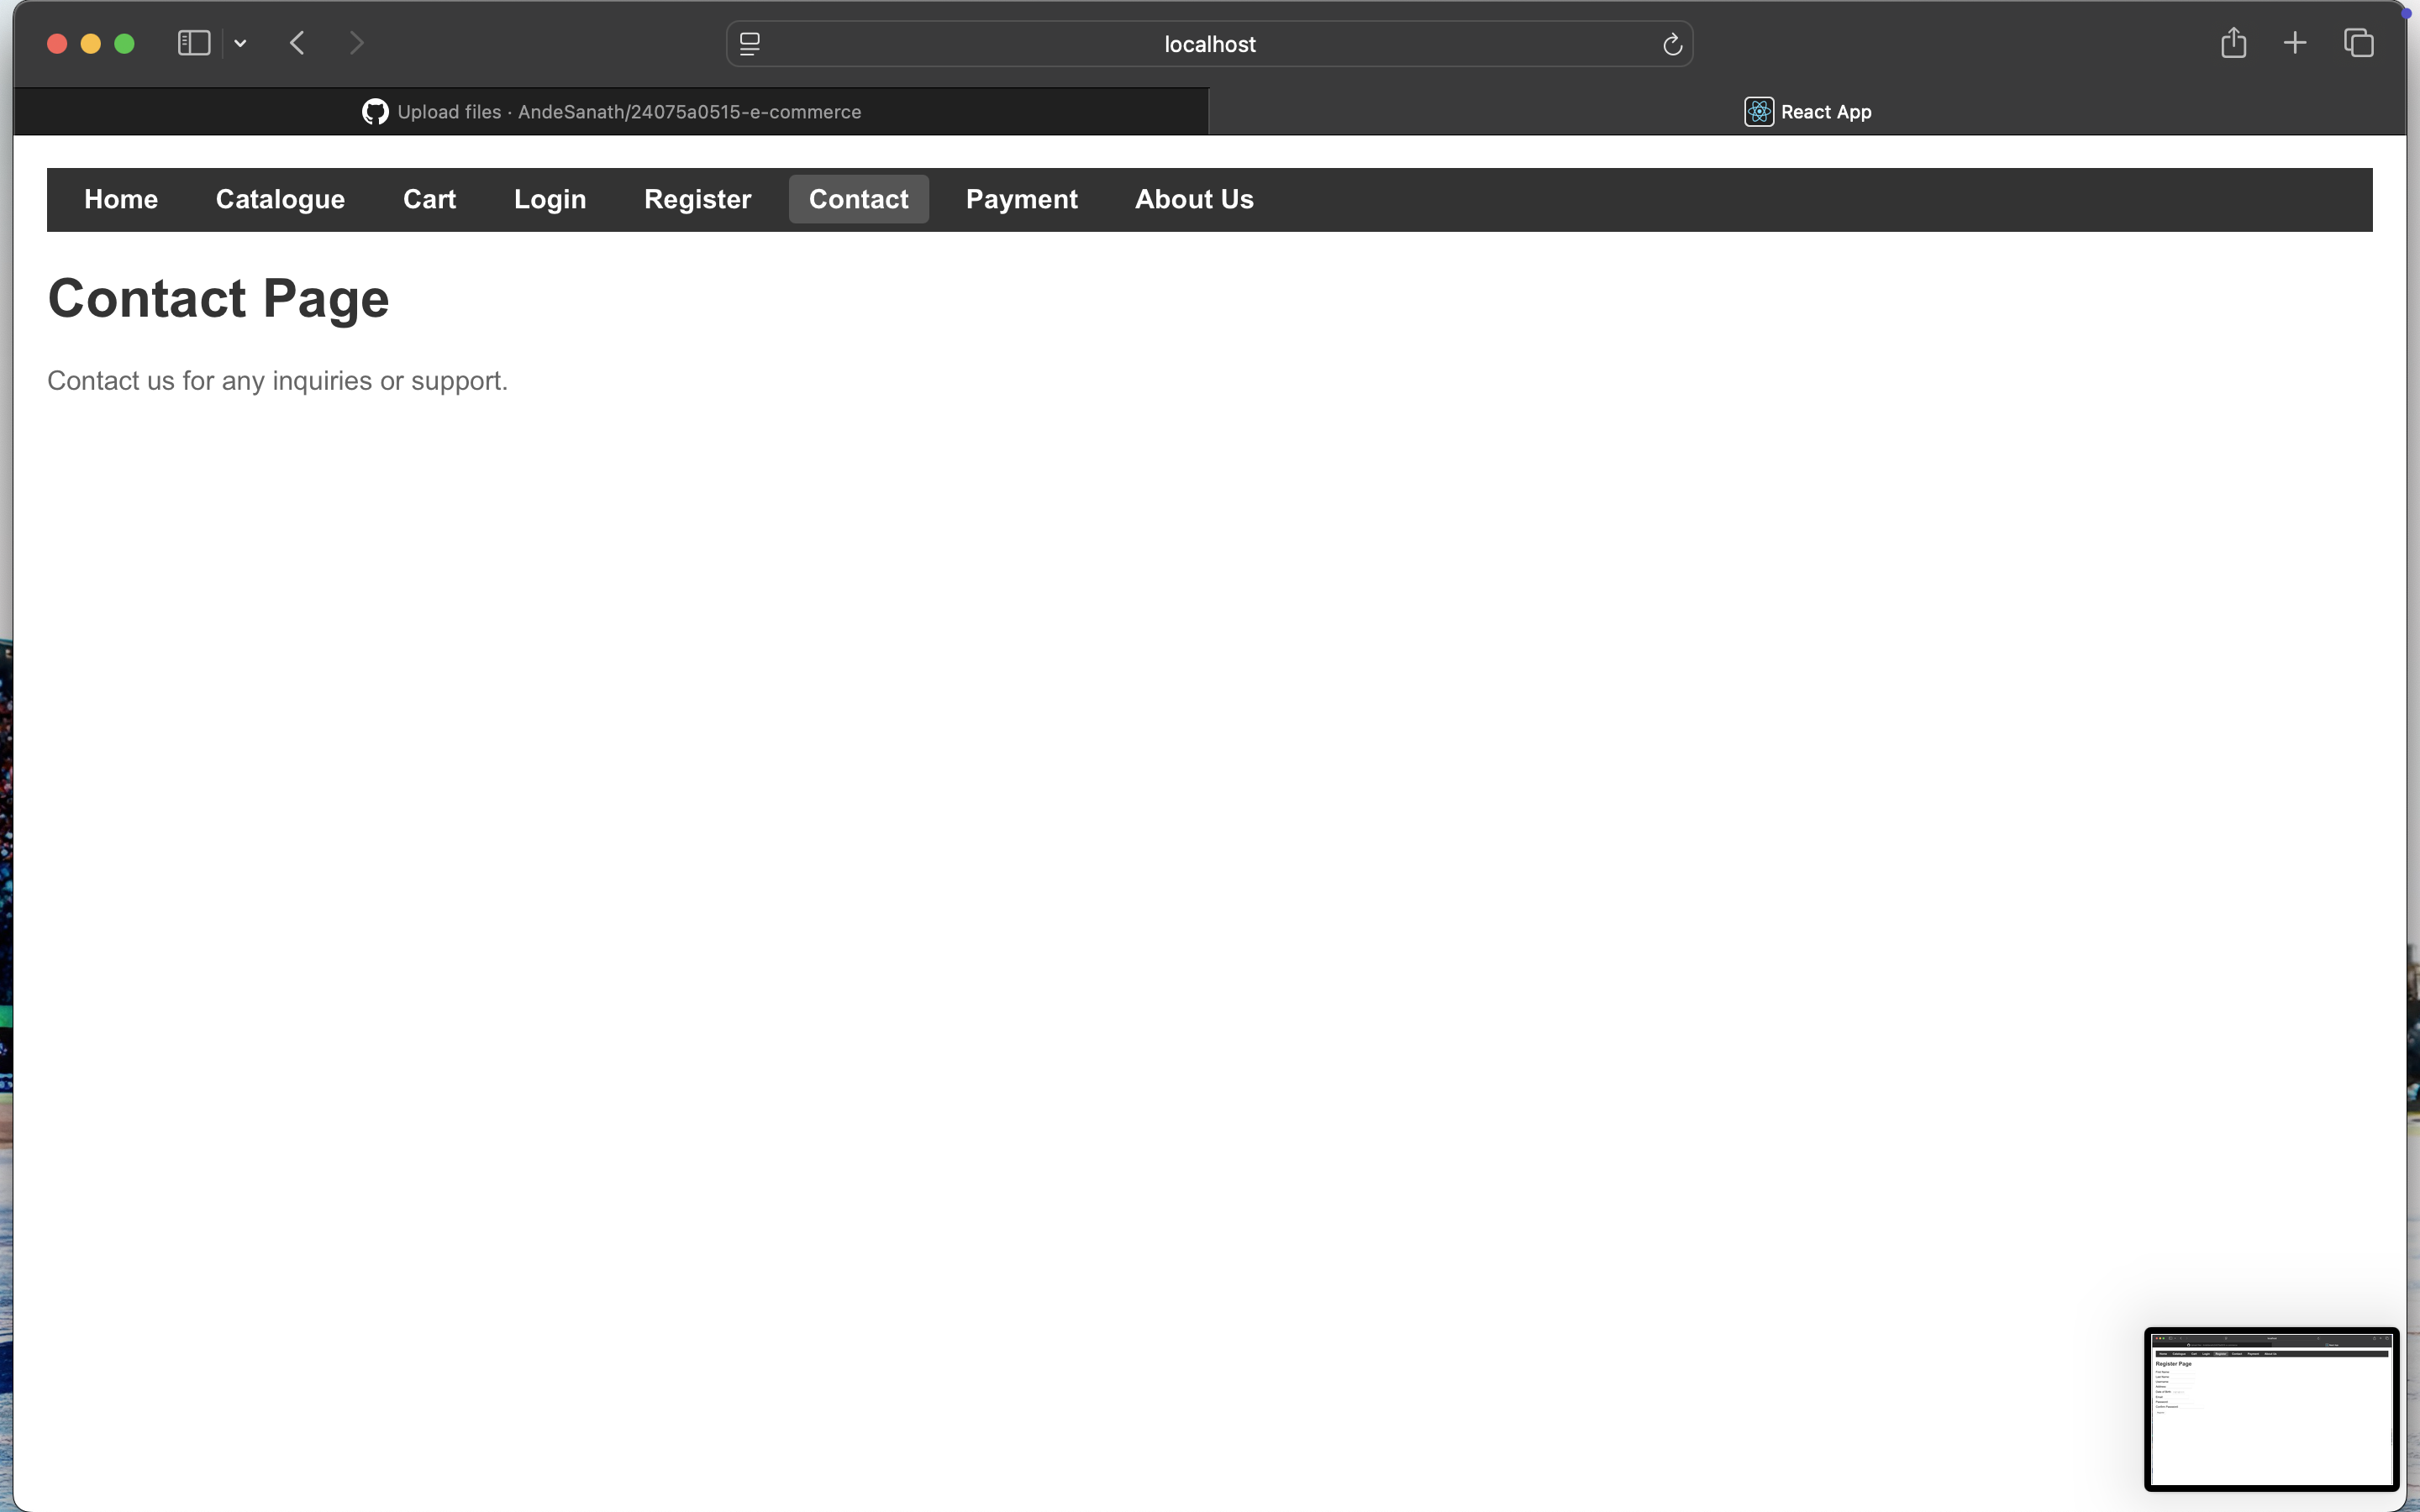 localhost
Upload files · AndeSanath/24075a0515-e-commerce
React App
Home Catalogue Cart Login Register Contact Payment About Us
Contact Page
Contact us for any inquiries or support.
Register Page